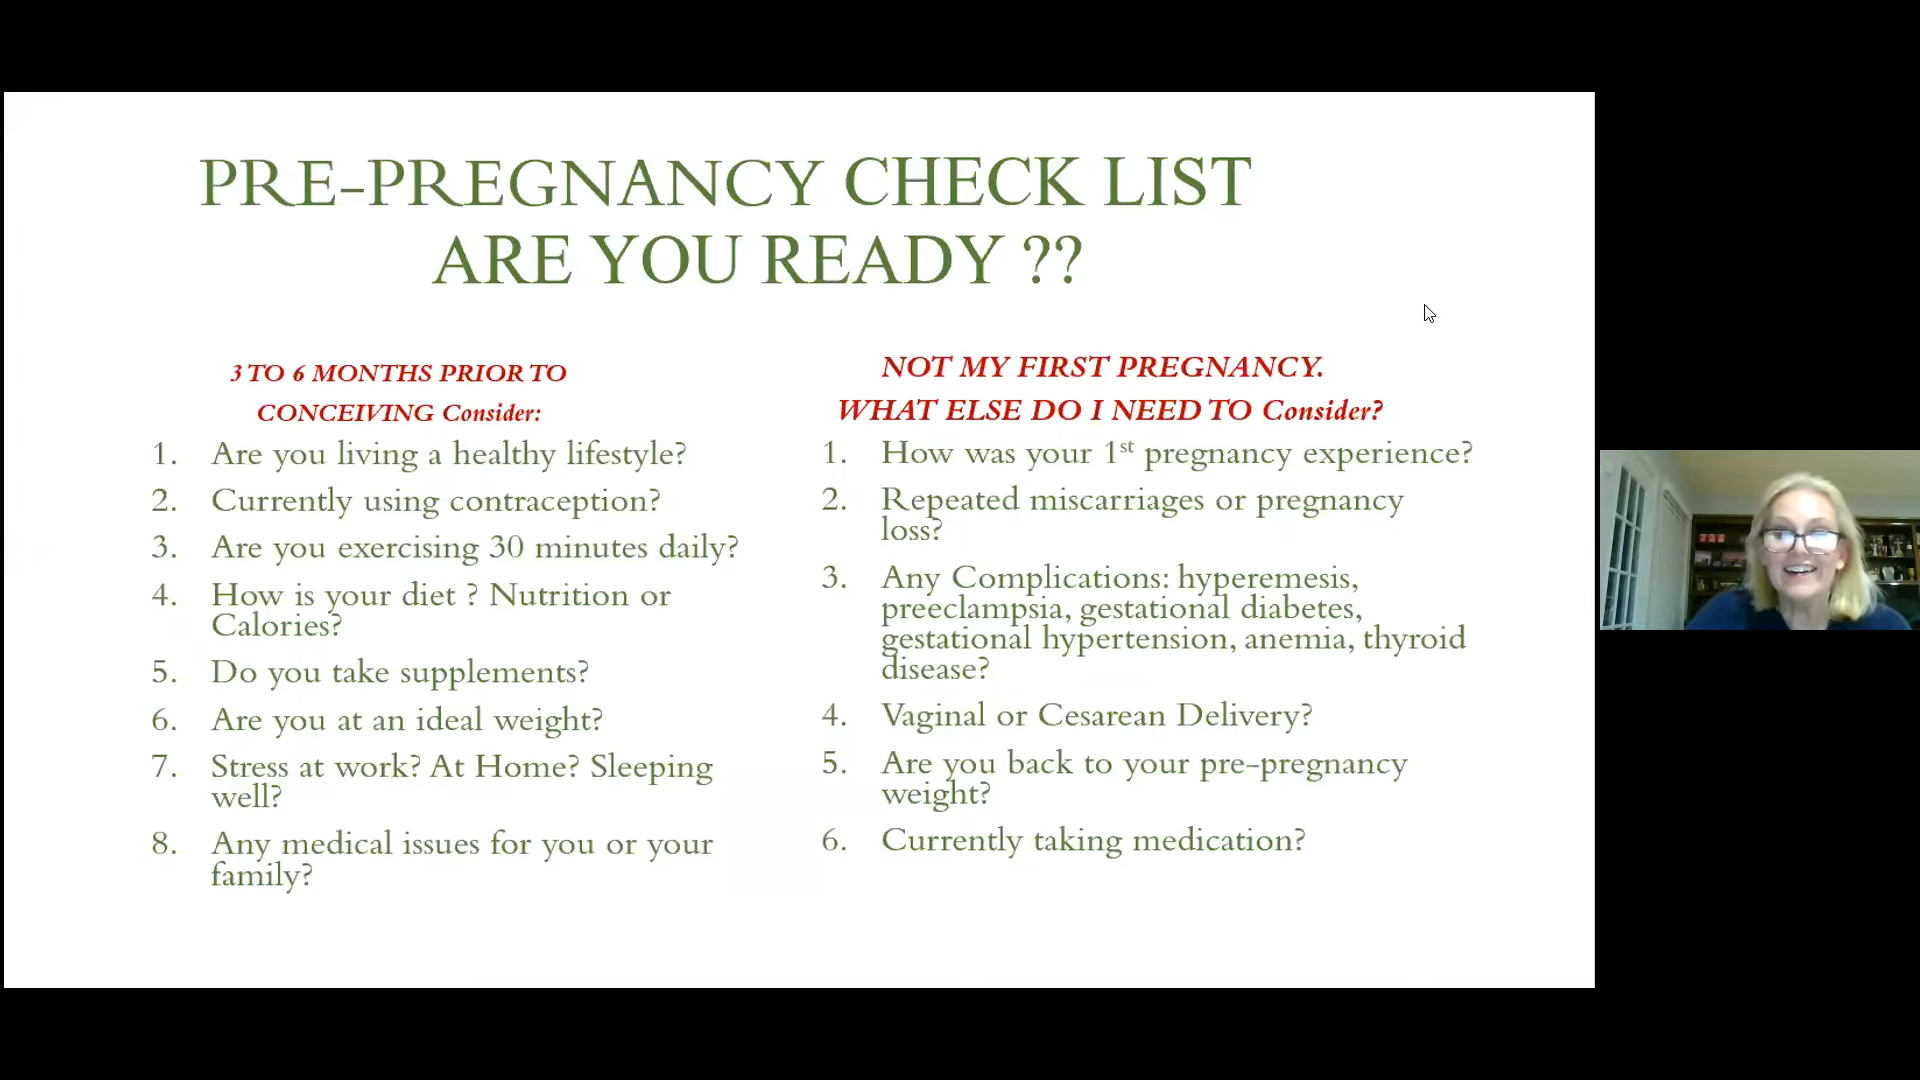 PRE-PREGNANCY CHECK LIST
ARE YOU READY ??
3 TO 6 MONTHS PRIOR TO
CONCEIVING Consider:
1. Are you living a healthy lifestyle?
2. Currently using contraception?
3. Are you exercising 30 minutes daily?
4. How is your diet ? Nutrition or
Calories?
5. Do you take supplements?
6. Are you at an ideal weight?
7. Stress at work? At Home? Sleeping
well?
8. Any medical issues for you or your
family?
NOT MY FIRST PREGNANCY.
WHAT ELSE DO I NEED TO Consider?
1. How was your 1st pregnancy experience?
2. Repeated miscarriages or pregnancy
loss?
3. Any Complications: hyperemesis,
preeclampsia, gestational diabetes,
gestational hypertension, anemia, thyroid
disease?
4. Vaginal or Cesarean Delivery?
5. Are you back to your pre-pregnancy
weight?
6. Currently taking medication?